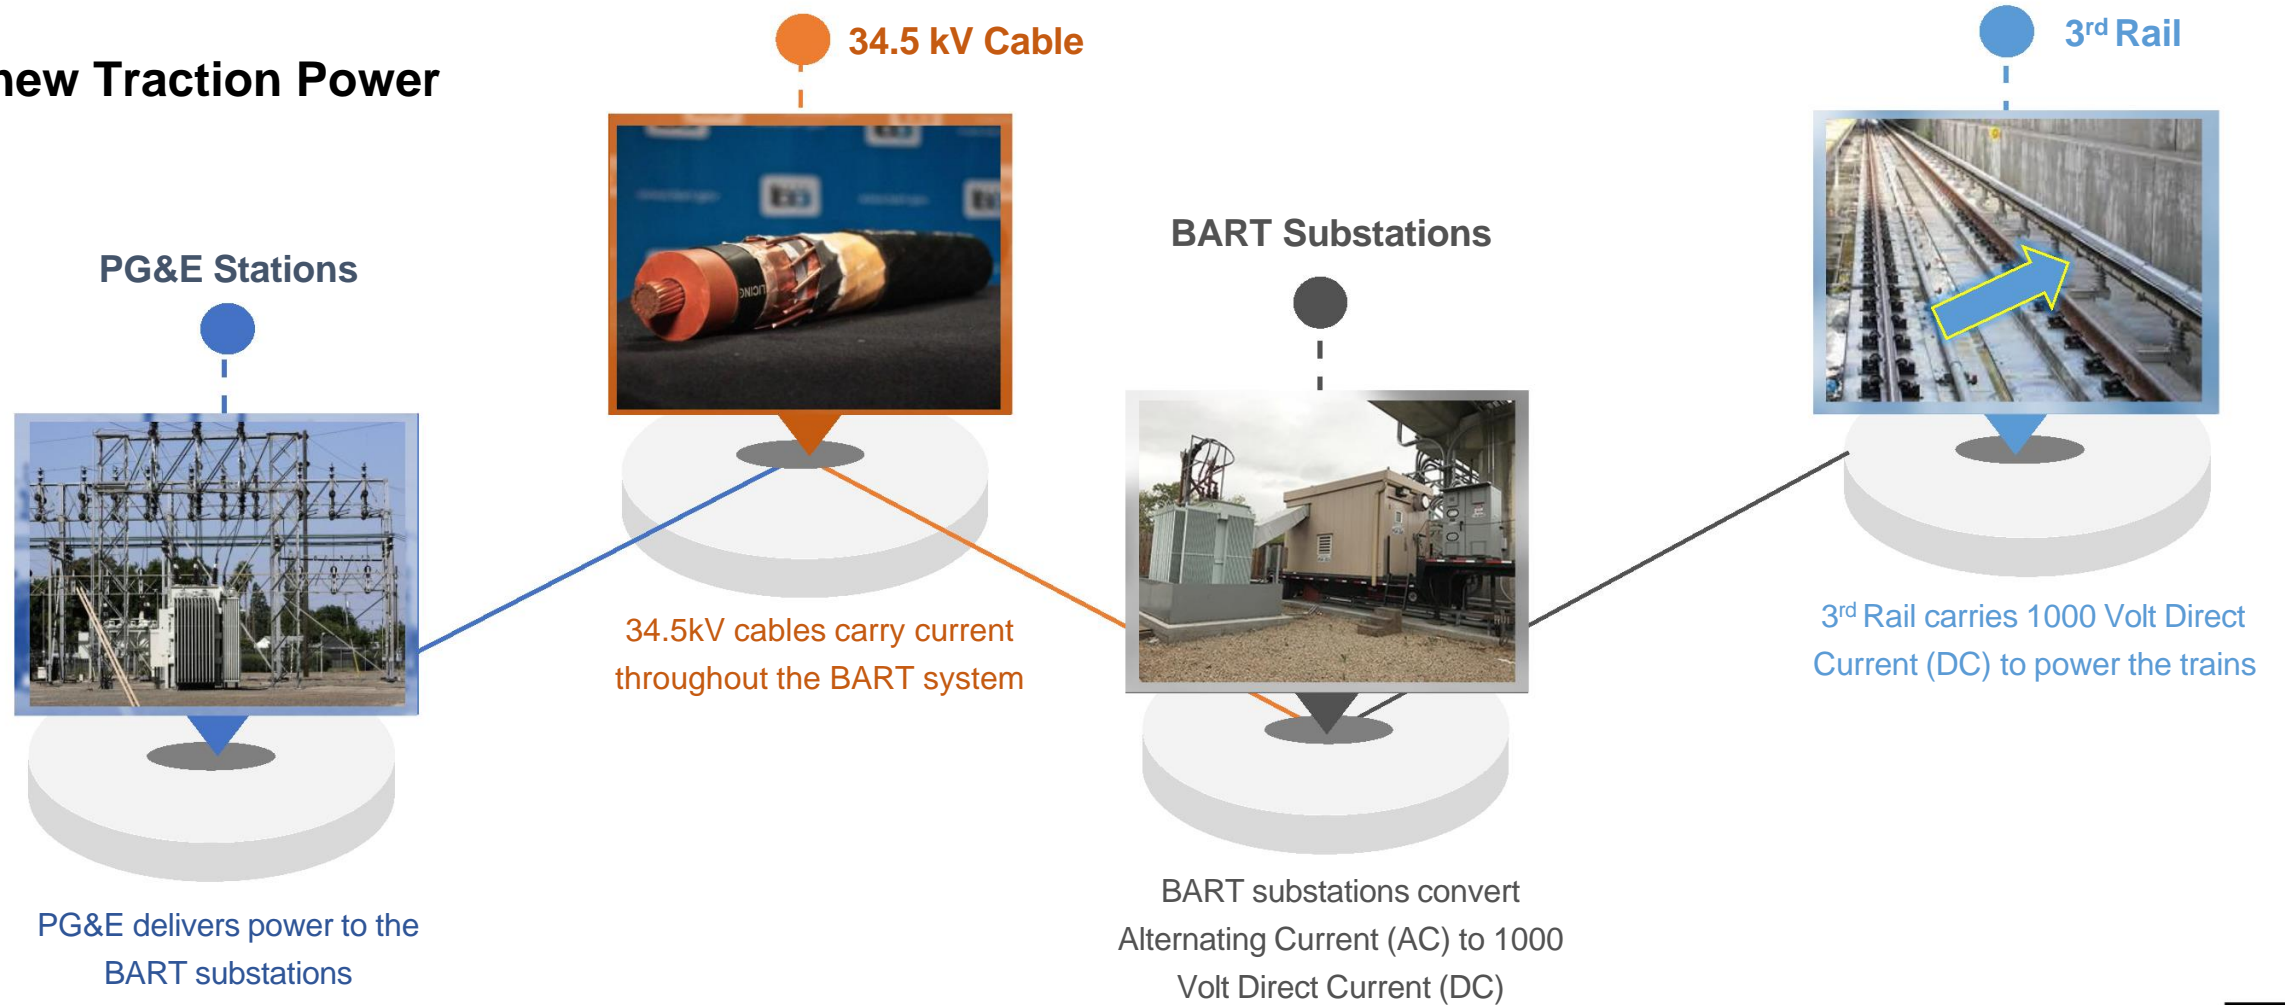 new Traction Power
34.5 kV Cable
3rd Rail
PG&E Stations
BART Substations
34.5kV cables carry current
throughout the BART system
3rd Rail carries 1000 Volt Direct
Current (DC) to power the trains
PG&E delivers power to the
BART substations
BART substations convert
Alternating Current (AC) to 1000
Volt Direct Current (DC)